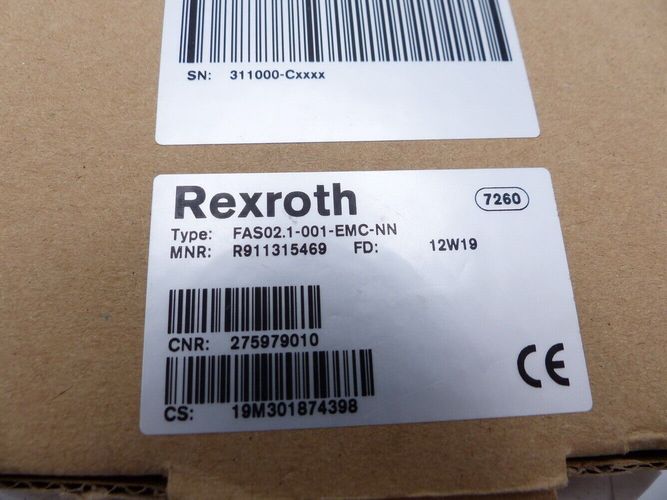 SN: 311000-Cxxxx
Rexroth
7260
Type: FAS02.1-001-EMC-NN
MNR: R911315469 FD: 12W19
CNR: 275979010
CE
CS: 19M301874398